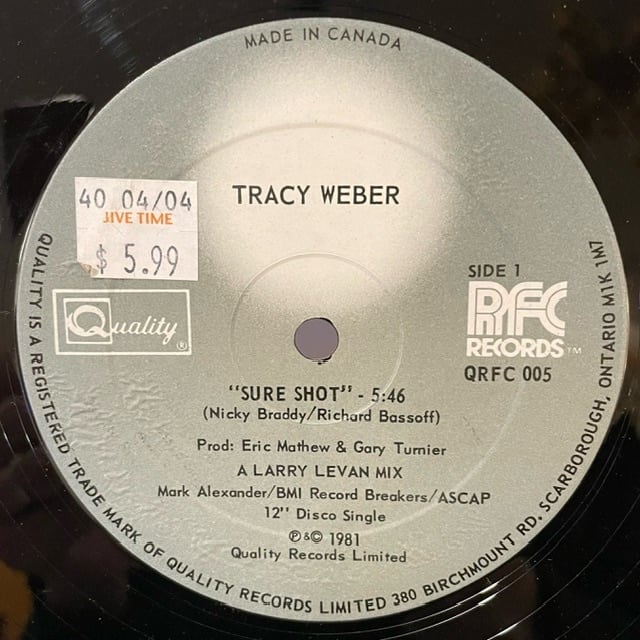 MADE IN CANADA
TRACY WEBER
40 04/04
JIVE TIME
$ 5.99
Quality®
SIDE 1
RFC
RECORDS™
QRFC 005
"SURE SHOT" - 5:46
(Nicky Braddy/Richard Bassoff)
Prod: Eric Mathew & Gary Turnier
A LARRY LEVAN MIX
Mark Alexander/BMI Record Breakers/ASCAP
12" Disco Single
℗&© 1981
Quality Records Limited
QUALITY IS A REGISTERED TRADE MARK OF QUALITY RECORDS LIMITED 380 BIRCHMOUNT RD. SCARBOROUGH, ONTARIO M1K 1M7